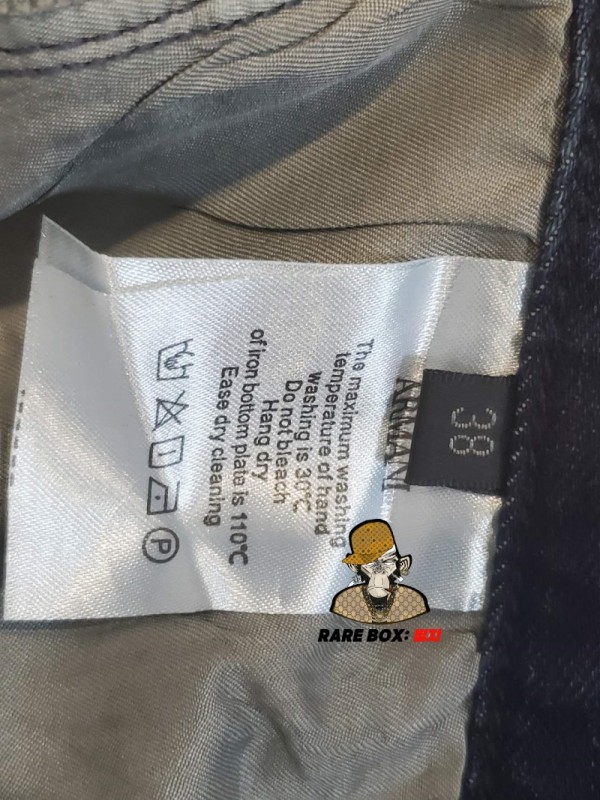 38
ARMANI
The maximum washing
temperature of hand
washing is 30℃
Do not bleach
Hang dry
of iron bottom plate is 110℃
Ease dry cleaning
P
RARE BOX: